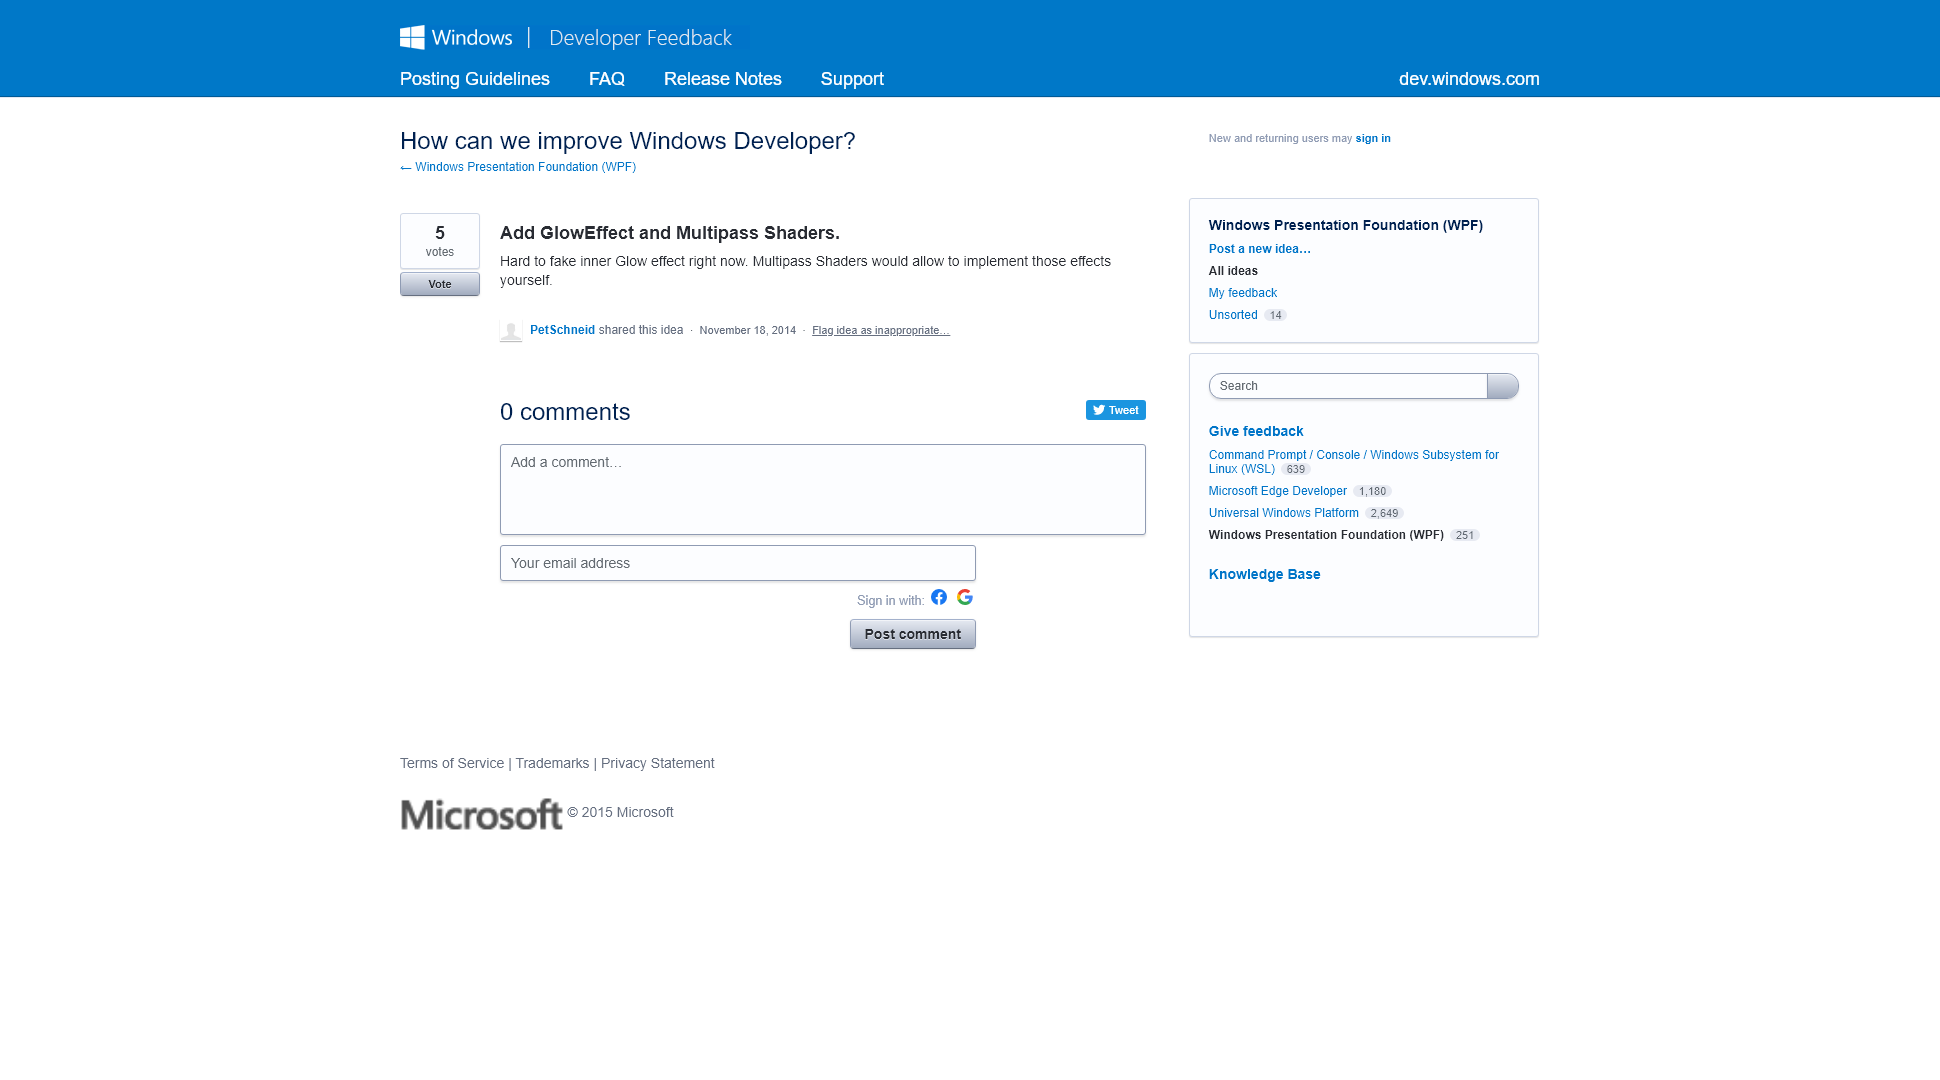 Windows | Developer Feedback
Posting Guidelines FAQ Release Notes Support dev.windows.com
How can we improve Windows Developer?
← Windows Presentation Foundation (WPF)
New and returning users may sign in
5
votes
Vote
Add GlowEffect and Multipass Shaders.
Hard to fake inner Glow effect right now. Multipass Shaders would allow to implement those effects
yourself.
PetSchneid shared this idea · November 18, 2014 · Flag idea as inappropriate…
0 comments
Tweet
Add a comment…
Your email address
Sign in with:
Post comment
Windows Presentation Foundation (WPF)
Post a new idea…
All ideas
My feedback
Unsorted 14
Search
Give feedback
Command Prompt / Console / Windows Subsystem for
Linux (WSL) 639
Microsoft Edge Developer 1,180
Universal Windows Platform 2,649
Windows Presentation Foundation (WPF) 251
Knowledge Base
Terms of Service | Trademarks | Privacy Statement
Microsoft © 2015 Microsoft